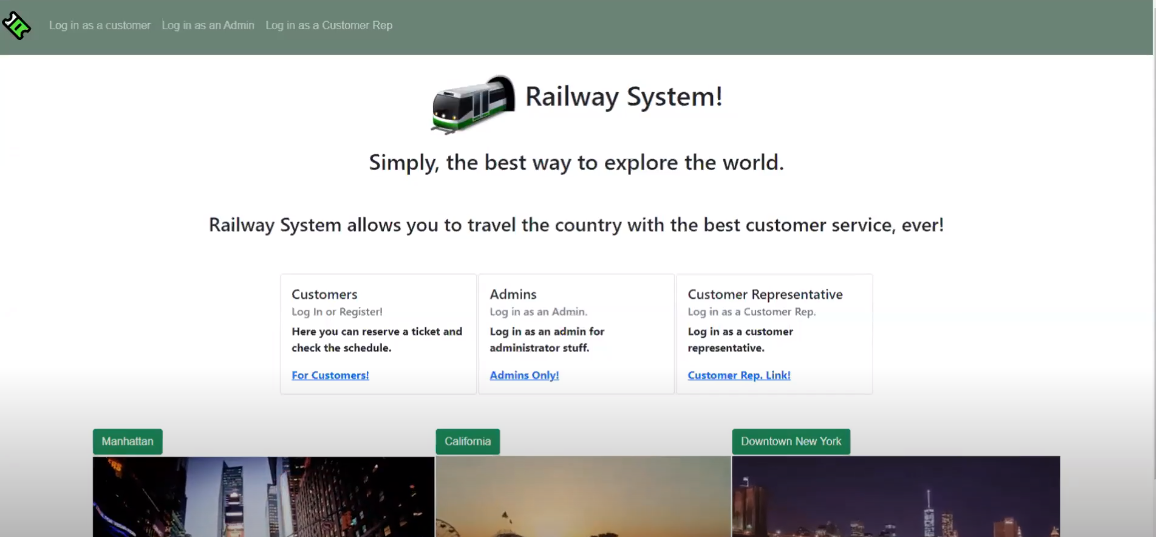 Log in as a customer Log in as an Admin Log in as a Customer Rep
Railway System!
Simply, the best way to explore the world.
Railway System allows you to travel the country with the best customer service, ever!
Customers
Log In or Register!
Here you can reserve a ticket and
check the schedule.
For Customers!
Admins
Log in as an Admin.
Log in as an admin for
administrator stuff.
Admins Only!
Customer Representative
Log in as a Customer Rep.
Log in as a customer
representative.
Customer Rep. Link!
Manhattan
California
Downtown New York